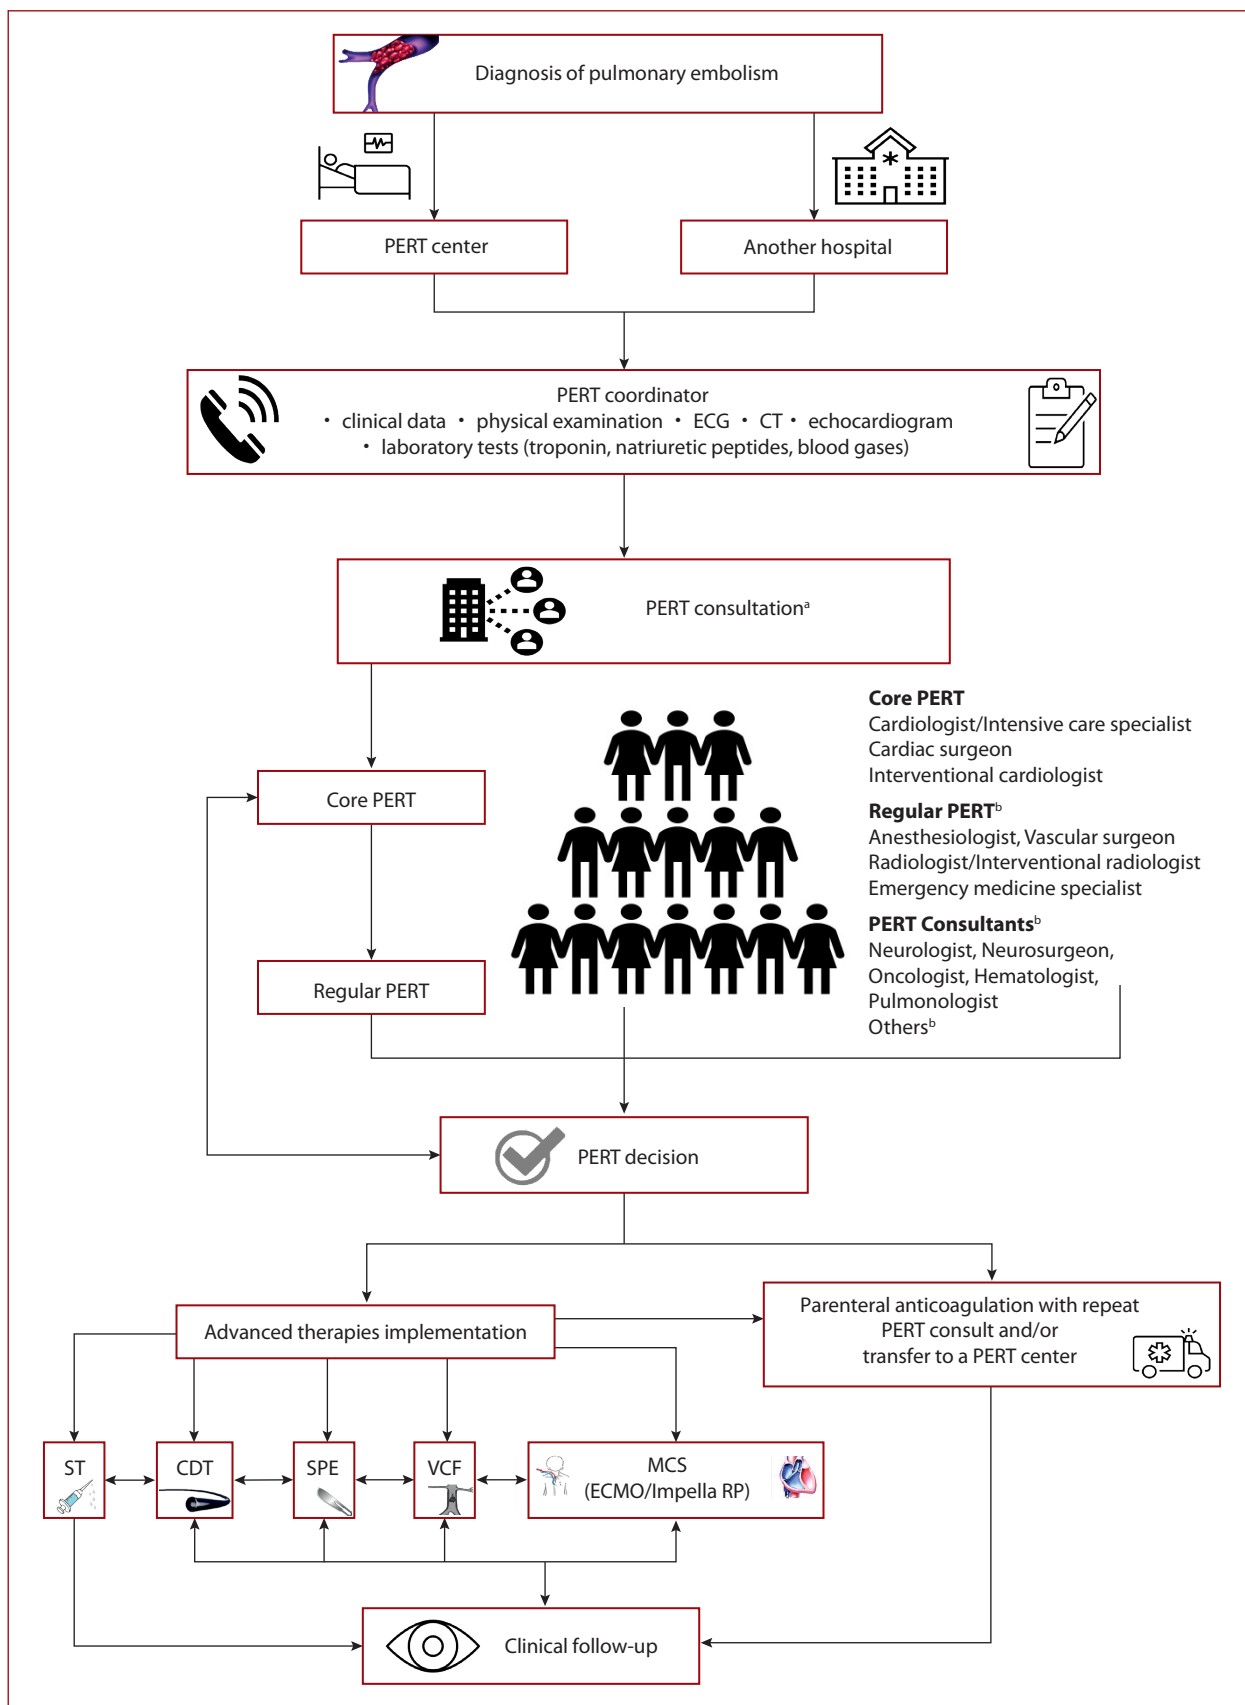 Diagnosis of pulmonary embolism
PERT center
Another hospital
PERT coordinator
• clinical data • physical examination • ECG • CT • echocardiogram
• laboratory tests (troponin, natriuretic peptides, blood gases)
PERT consultationᵃ
Core PERT
Cardiologist/Intensive care specialist
Cardiac surgeon
Interventional cardiologist
Core PERT
Regular PERTᵇ
Anesthesiologist, Vascular surgeon
Radiologist/Interventional radiologist
Emergency medicine specialist
PERT Consultantsᵇ
Neurologist, Neurosurgeon,
Oncologist, Hematologist,
Pulmonologist
Othersᵇ
Regular PERT
PERT decision
Advanced therapies implementation
Parenteral anticoagulation with repeat
PERT consult and/or
transfer to a PERT center
ST
CDT
SPE
VCF
MCS
(ECMO/Impella RP)
Clinical follow-up